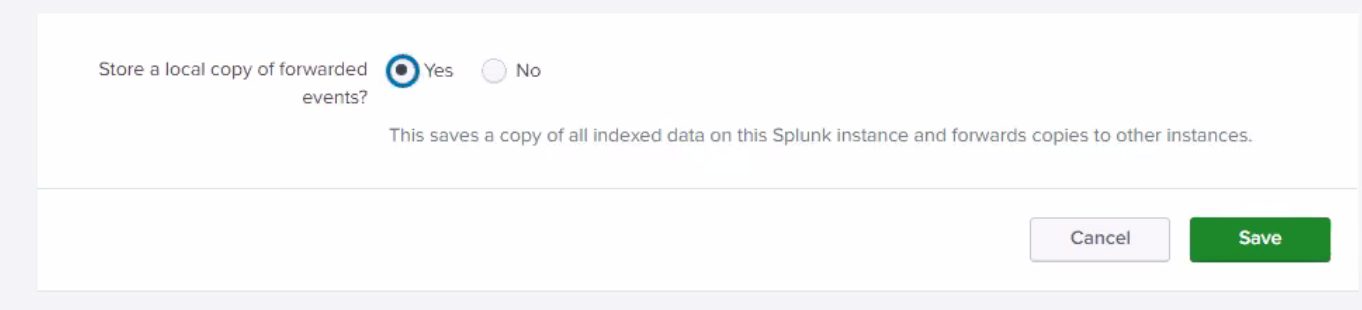 Store a local copy of forwarded
events?
Yes
No
This saves a copy of all indexed data on this Splunk instance and forwards copies to other instances.
Cancel
Save